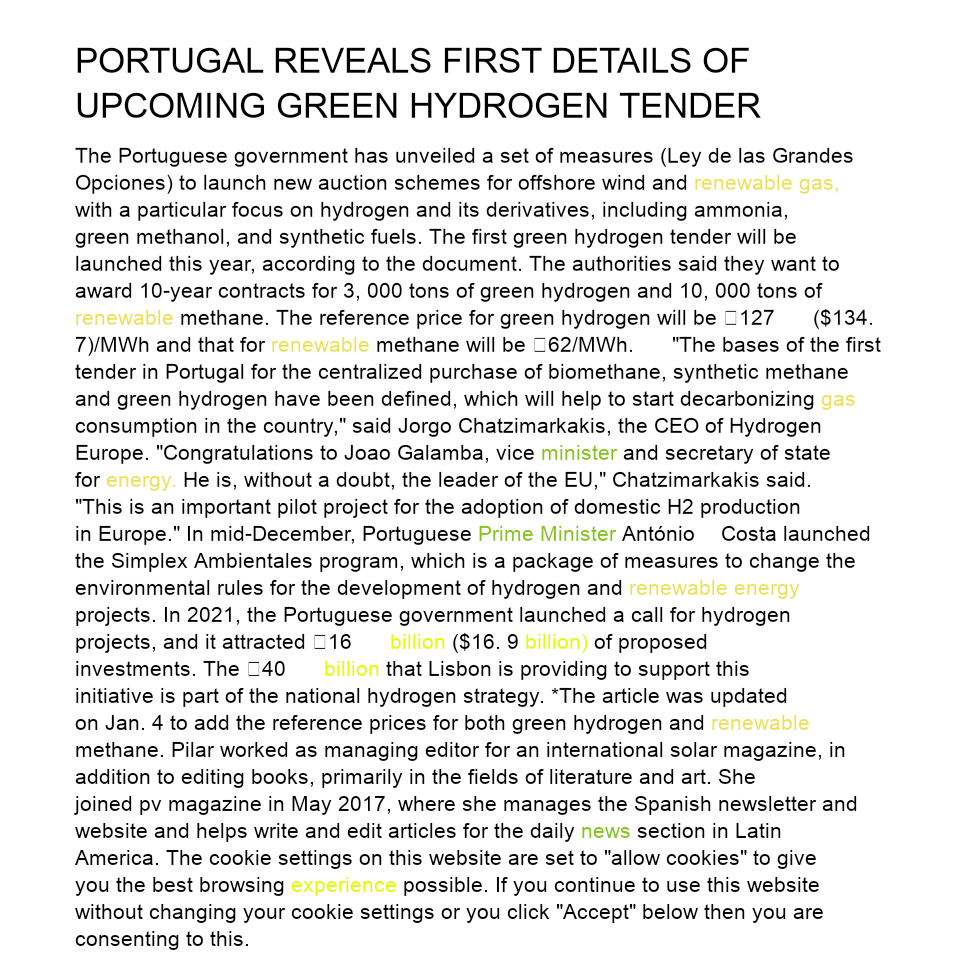 PORTUGAL REVEALS FIRST DETAILS OF
UPCOMING GREEN HYDROGEN TENDER
The Portuguese government has unveiled a set of measures (Ley de las Grandes
Opciones) to launch new auction schemes for offshore wind and renewable gas,
with a particular focus on hydrogen and its derivatives, including ammonia,
green methanol, and synthetic fuels. The first green hydrogen tender will be
launched this year, according to the document. The authorities said they want to
award 10-year contracts for 3, 000 tons of green hydrogen and 10, 000 tons of
renewable methane. The reference price for green hydrogen will be □127 ($134.
7)/MWh and that for renewable methane will be □62/MWh. "The bases of the first
tender in Portugal for the centralized purchase of biomethane, synthetic methane
and green hydrogen have been defined, which will help to start decarbonizing gas
consumption in the country," said Jorgo Chatzimarkakis, the CEO of Hydrogen
Europe. "Congratulations to Joao Galamba, vice minister and secretary of state
for energy. He is, without a doubt, the leader of the EU," Chatzimarkakis said.
"This is an important pilot project for the adoption of domestic H2 production
in Europe." In mid-December, Portuguese Prime Minister António Costa launched
the Simplex Ambientales program, which is a package of measures to change the
environmental rules for the development of hydrogen and renewable energy
projects. In 2021, the Portuguese government launched a call for hydrogen
projects, and it attracted □16 billion ($16. 9 billion) of proposed
investments. The □40 billion that Lisbon is providing to support this
initiative is part of the national hydrogen strategy. *The article was updated
on Jan. 4 to add the reference prices for both green hydrogen and renewable
methane. Pilar worked as managing editor for an international solar magazine, in
addition to editing books, primarily in the fields of literature and art. She
joined pv magazine in May 2017, where she manages the Spanish newsletter and
website and helps write and edit articles for the daily news section in Latin
America. The cookie settings on this website are set to "allow cookies" to give
you the best browsing experience possible. If you continue to use this website
without changing your cookie settings or you click "Accept" below then you are
consenting to this.